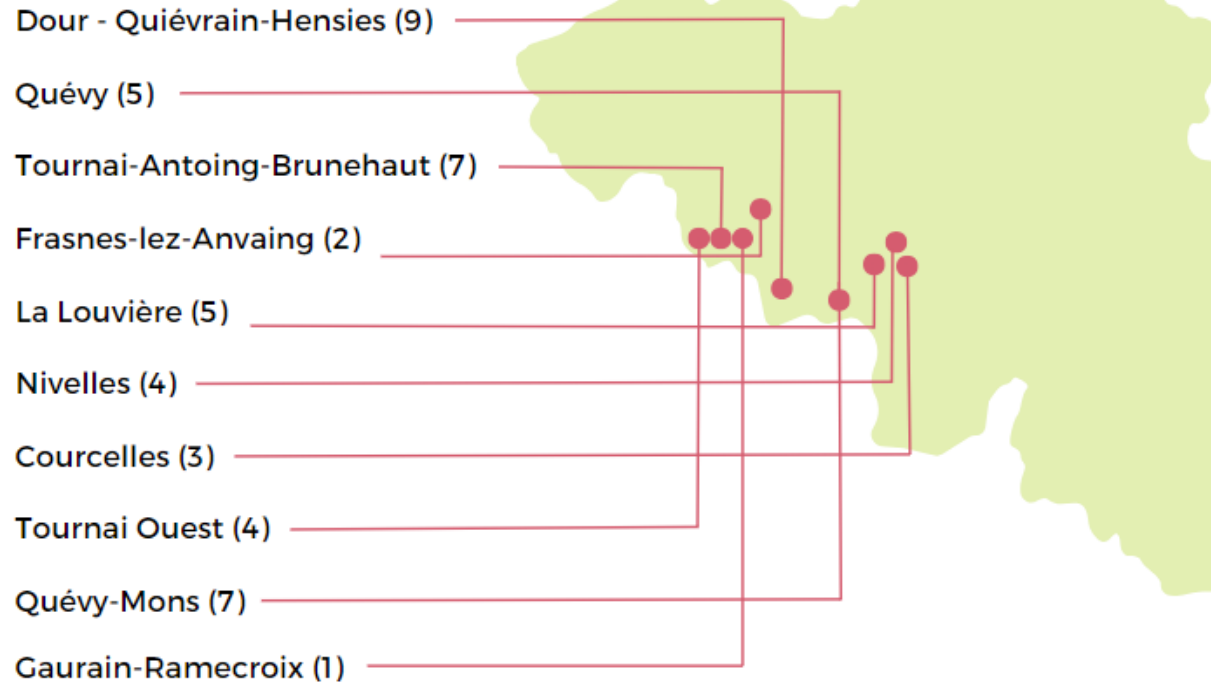 Dour - Quiévrain-Hensies (9)
Quévy (5)
Tournai-Antoing-Brunehaut (7)
Frasnes-lez-Anvaing (2)
La Louvière (5)
Nivelles (4)
Courcelles (3)
Tournai Ouest (4)
Quévy-Mons (7)
Gaurain-Ramecroix (1)